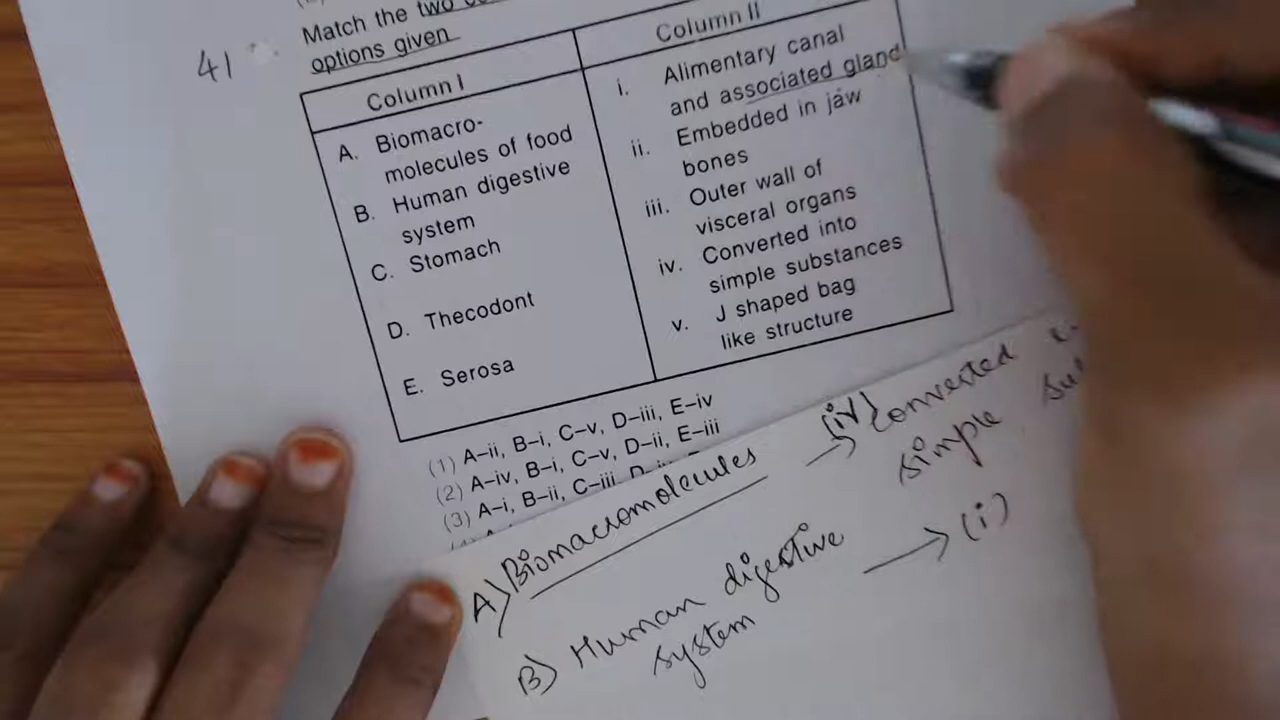 41
Match the two
options given
Column I
Column II
A. Biomacro-
molecules of food
B. Human digestive
system
C. Stomach
D. Thecodont
E. Serosa
i. Alimentary canal
and associated gland
ii. Embedded in jaw
bones
iii. Outer wall of
visceral organs
iv. Converted into
simple substances
v. J shaped bag
like structure
(1) A–ii, B–i, C–v, D–iii, E–iv
(2) A–iv, B–i, C–v, D–ii, E–iii
(3) A–i, B–ii, C–iii
A) Biomacromolecules → (iv) Converted
simple
B) Human digestive → (i)
system